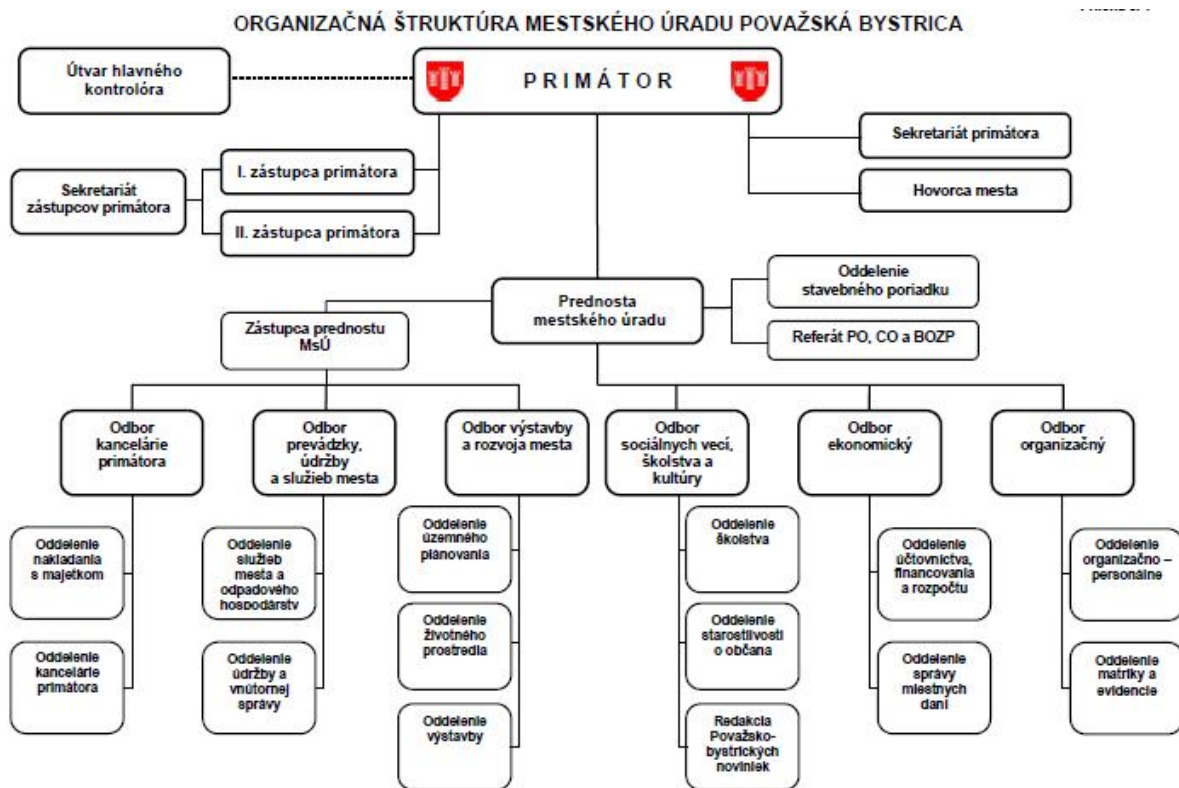 ORGANIZAČNÁ ŠTRUKTÚRA MESTSKÉHO ÚRADU POVAŽSKÁ BYSTRICA
Útvar hlavného
kontrolóra
PRIMÁTOR
Sekretariát primátora
Hovorca mesta
I. zástupca primátora
Sekretariát
zástupcov primátora
II. zástupca primátora
Oddelenie
stavebného poriadku
Prednosta
mestského úradu
Referát PO, CO a BOZP
Zástupca prednostu
MsÚ
Odbor
kancelárie
primátora
Odbor
prevádzky,
údržby
a služieb mesta
Odbor výstavby
a rozvoja mesta
Odbor
sociálnych vecí,
školstva a
kultúry
Odbor
ekonomický
Odbor
organizačný
Oddelenie
nakladania
s majetkom
Oddelenie
služieb
mesta a
odpadového
hospodárstv
Oddelenie
územného
plánovania
Oddelenie
školstva
Oddelenie
účtovníctva,
financovania
a rozpočtu
Oddelenie
organizačno –
personálne
Oddelenie
kancelárie
primátora
Oddelenie
údržby a
vnútornej
správy
Oddelenie
životného
prostredia
Oddelenie
starostlivosti
o občana
Oddelenie
správy
miestnych
daní
Oddelenie
matriky a
evidencie
Oddelenie
výstavby
Redakcia
Považsko-
bystrických
noviniek